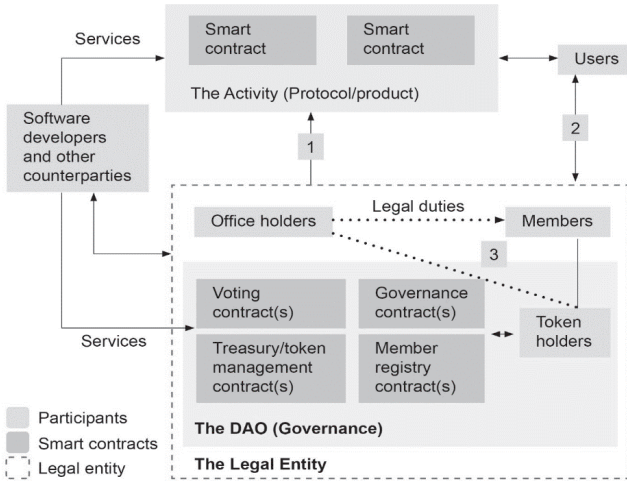 Services
Smart
contract
Smart
contract
The Activity (Protocol/product)
Users
Software
developers
and other
counterparties
1
2
Office holders
Legal duties
Members
3
Voting
contract(s)
Governance
contract(s)
Token
holders
Services
Treasury/token
management
contract(s)
Member
registry
contract(s)
The DAO (Governance)
The Legal Entity
Participants
Smart contracts
Legal entity